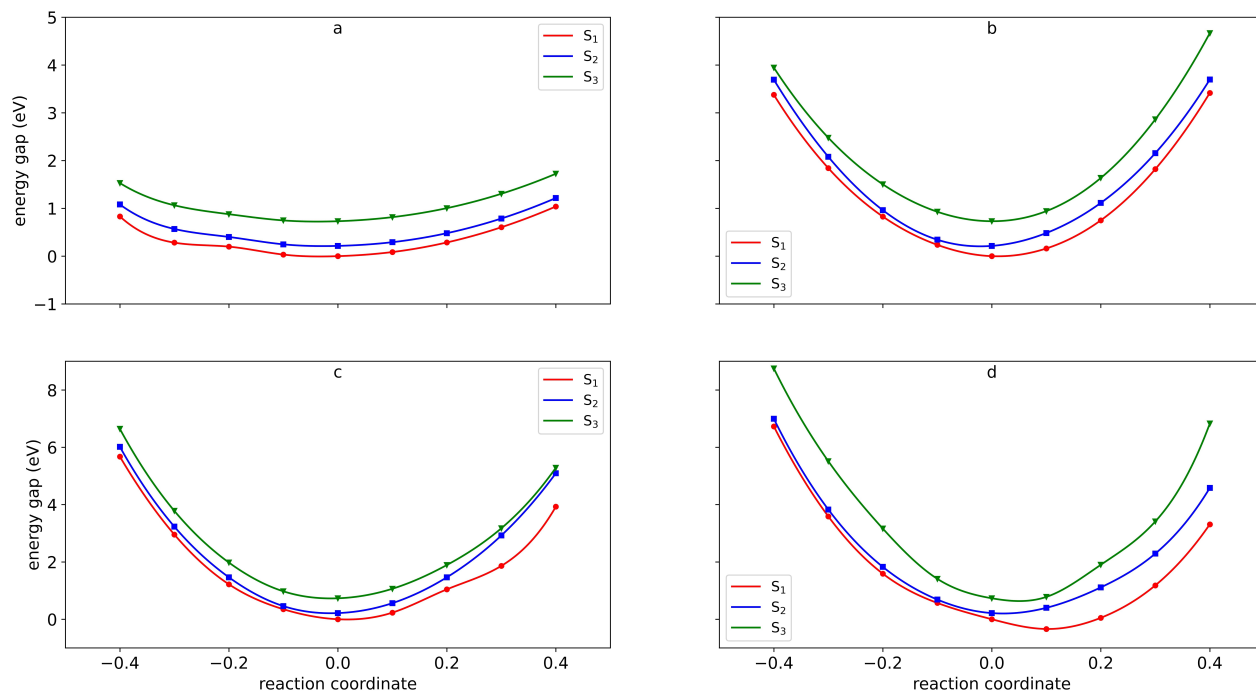 a
S₁
S₂
S₃
energy gap (eV)
5
4
3
2
1
0
−1
b
S₁
S₂
S₃
c
S₁
S₂
S₃
energy gap (eV)
8
6
4
2
0
−0.4 −0.2 0.0 0.2 0.4
reaction coordinate
d
S₁
S₂
S₃
−0.4 −0.2 0.0 0.2 0.4
reaction coordinate